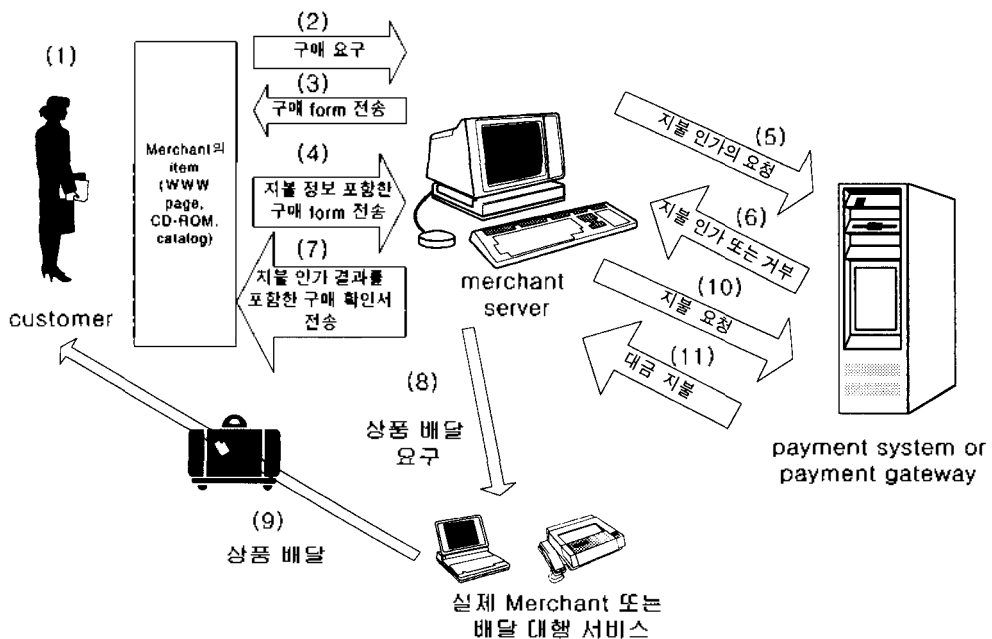 (1)
customer
Merchant의
item
(WWW
page,
CD-ROM,
catalog)
(2)
구매 요구
(3)
구매 form 전송
(4)
지불 정보 포함한
구매 form 전송
(7)
지불 인가 결과를
포함한 구매 확인서
전송
merchant
server
(5)
지불 인가의 요청
(6)
지불 인가 또는 거부
(10)
지불 요청
(11)
대금 지불
payment system or
payment gateway
(8)
상품 배달
요구
(9)
상품 배달
실제 Merchant 또는
배달 대행 서비스